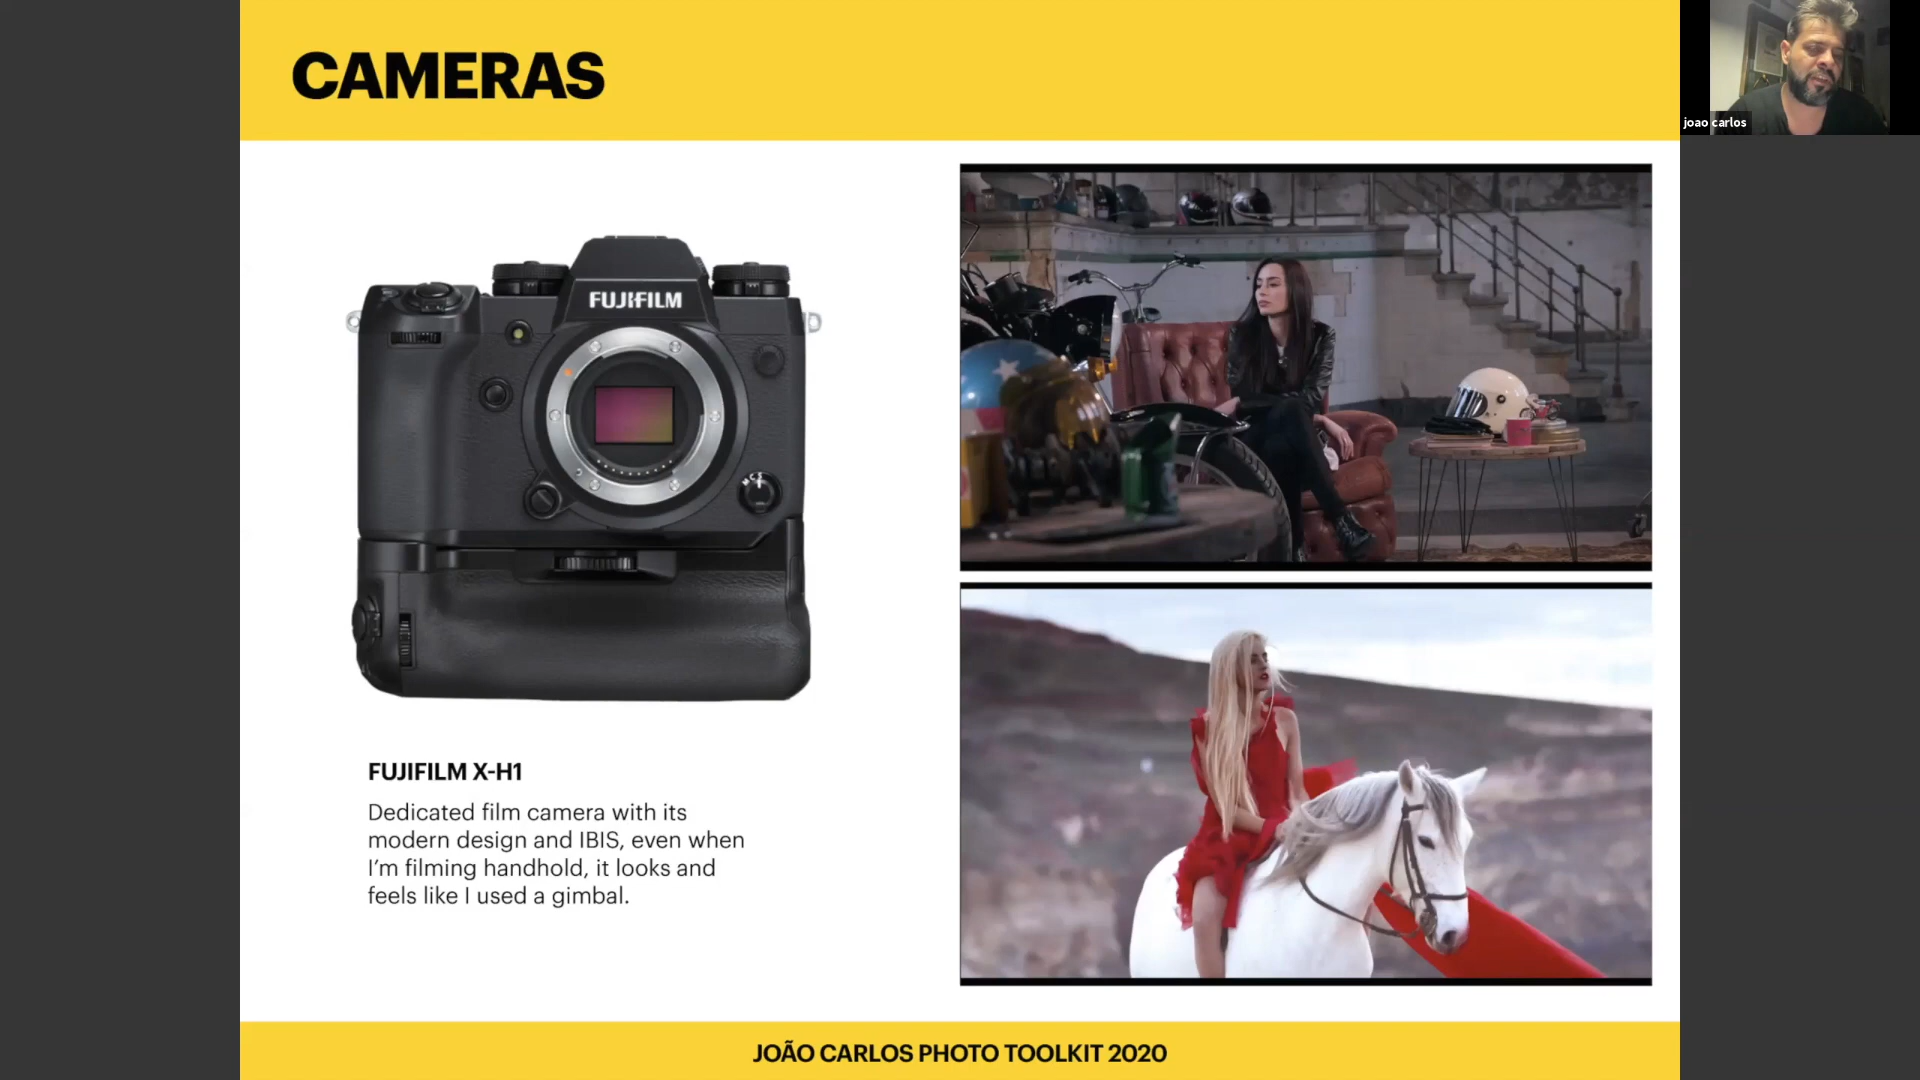 CAMERAS
joao carlos
FUJIFILM
FUJIFILM X-H1
Dedicated film camera with its
modern design and IBIS, even when
I'm filming handhold, it looks and
feels like I used a gimbal.
JOÃO CARLOS PHOTO TOOLKIT 2020